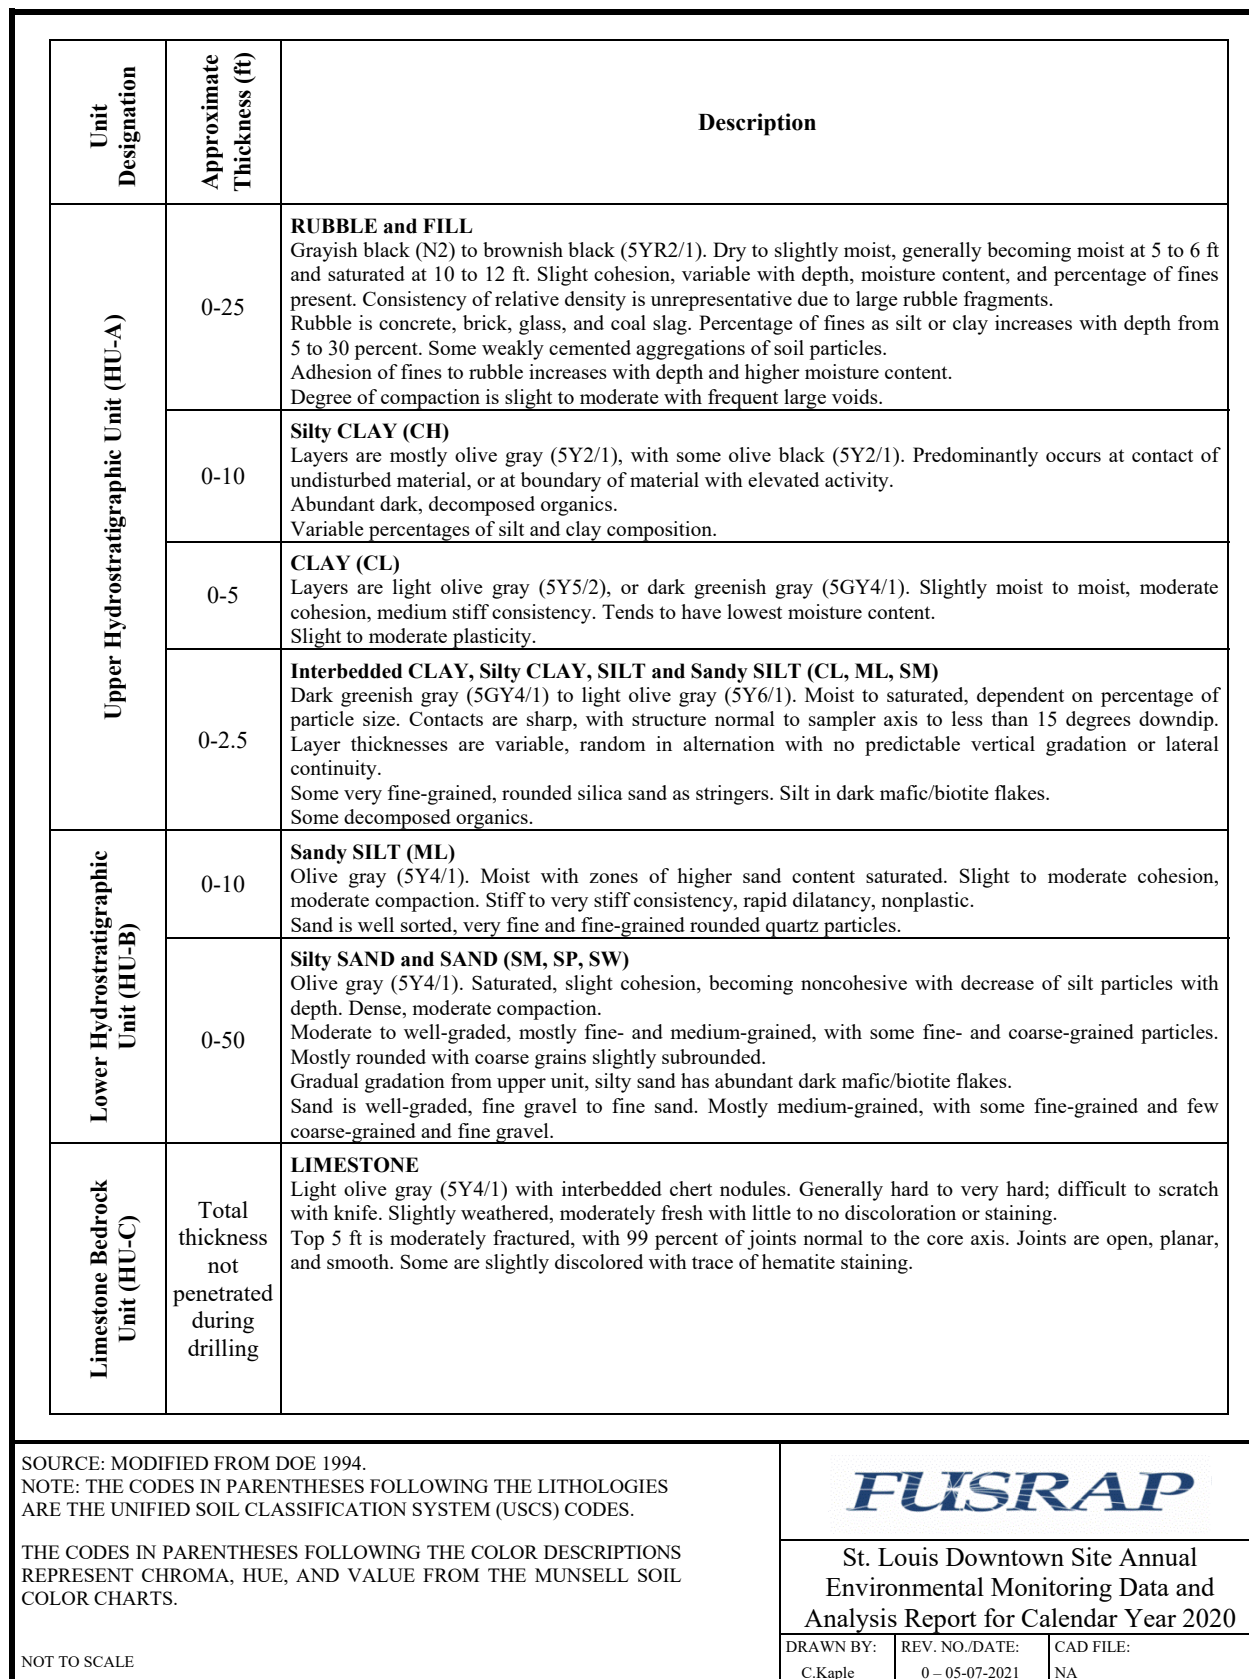 Unit
Designation
Approximate
Thickness (ft)
Description
Upper Hydrostratigraphic Unit (HU-A)
0-25
RUBBLE and FILL
Grayish black (N2) to brownish black (5YR2/1). Dry to slightly moist, generally becoming moist at 5 to 6 ft
and saturated at 10 to 12 ft. Slight cohesion, variable with depth, moisture content, and percentage of fines
present. Consistency of relative density is unrepresentative due to large rubble fragments.
Rubble is concrete, brick, glass, and coal slag. Percentage of fines as silt or clay increases with depth from
5 to 30 percent. Some weakly cemented aggregations of soil particles.
Adhesion of fines to rubble increases with depth and higher moisture content.
Degree of compaction is slight to moderate with frequent large voids.
0-10
Silty CLAY (CH)
Layers are mostly olive gray (5Y2/1), with some olive black (5Y2/1). Predominantly occurs at contact of
undisturbed material, or at boundary of material with elevated activity.
Abundant dark, decomposed organics.
Variable percentages of silt and clay composition.
0-5
CLAY (CL)
Layers are light olive gray (5Y5/2), or dark greenish gray (5GY4/1). Slightly moist to moist, moderate
cohesion, medium stiff consistency. Tends to have lowest moisture content.
Slight to moderate plasticity.
0-2.5
Interbedded CLAY, Silty CLAY, SILT and Sandy SILT (CL, ML, SM)
Dark greenish gray (5GY4/1) to light olive gray (5Y6/1). Moist to saturated, dependent on percentage of
particle size. Contacts are sharp, with structure normal to sampler axis to less than 15 degrees downdip.
Layer thicknesses are variable, random in alternation with no predictable vertical gradation or lateral
continuity.
Some very fine-grained, rounded silica sand as stringers. Silt in dark mafic/biotite flakes.
Some decomposed organics.
Lower Hydrostratigraphic
Unit (HU-B)
0-10
Sandy SILT (ML)
Olive gray (5Y4/1). Moist with zones of higher sand content saturated. Slight to moderate cohesion,
moderate compaction. Stiff to very stiff consistency, rapid dilatancy, nonplastic.
Sand is well sorted, very fine and fine-grained rounded quartz particles.
0-50
Silty SAND and SAND (SM, SP, SW)
Olive gray (5Y4/1). Saturated, slight cohesion, becoming noncohesive with decrease of silt particles with
depth. Dense, moderate compaction.
Moderate to well-graded, mostly fine- and medium-grained, with some fine- and coarse-grained particles.
Mostly rounded with coarse grains slightly subrounded.
Gradual gradation from upper unit, silty sand has abundant dark mafic/biotite flakes.
Sand is well-graded, fine gravel to fine sand. Mostly medium-grained, with some fine-grained and few
coarse-grained and fine gravel.
Limestone Bedrock
Unit (HU-C)
Total
thickness
not
penetrated
during
drilling
LIMESTONE
Light olive gray (5Y4/1) with interbedded chert nodules. Generally hard to very hard; difficult to scratch
with knife. Slightly weathered, moderately fresh with little to no discoloration or staining.
Top 5 ft is moderately fractured, with 99 percent of joints normal to the core axis. Joints are open, planar,
and smooth. Some are slightly discolored with trace of hematite staining.
SOURCE: MODIFIED FROM DOE 1994.
NOTE: THE CODES IN PARENTHESES FOLLOWING THE LITHOLOGIES
ARE THE UNIFIED SOIL CLASSIFICATION SYSTEM (USCS) CODES.
THE CODES IN PARENTHESES FOLLOWING THE COLOR DESCRIPTIONS
REPRESENT CHROMA, HUE, AND VALUE FROM THE MUNSELL SOIL
COLOR CHARTS.
NOT TO SCALE
FUSRAP
St. Louis Downtown Site Annual
Environmental Monitoring Data and
Analysis Report for Calendar Year 2020
DRAWN BY:
C.Kaple
REV. NO./DATE:
0 – 05-07-2021
CAD FILE:
NA